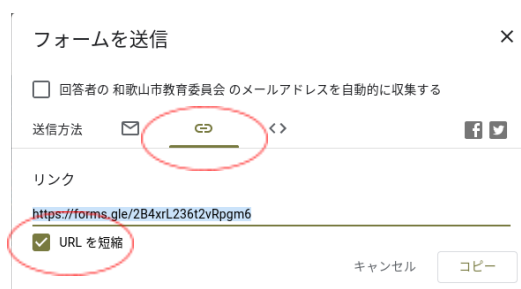 フォームを送信
回答者の 和歌山市教育委員会 のメールアドレスを自動的に収集する
送信方法
リンク
https://forms.gle/2B4xrL236t2vRpgm6
URL を短縮
キャンセル コピー